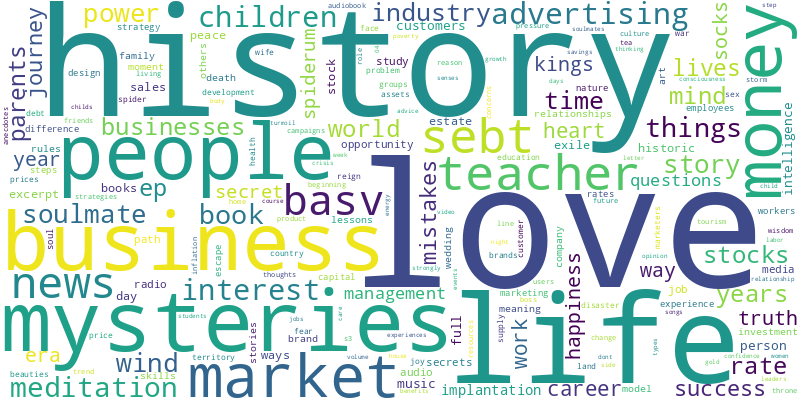 history
love
life
people
business
mysteries
market
money
news
teacher
sebt
basv
advertising
industry
children
power
journey
parents
businesses
world
spiderum
kings
time
mind
lives
socks
things
story
heart
secret
book
soulmate
ep
year
interest
wind
meditation
era
management
mistakes
way
stocks
years
truth
rate
success
career
work
happiness
implantation
questions
historic
intelligence
customers
estate
opportunity
relationships
exile
employees
study
stock
sales
death
development
peace
others
family
strategy
design
moment
living
spider
wife
audiobook
face
role
problem
groups
assets
advice
poverty
pressure
savings
reason
senses
growth
soulmates
culture
tea
thinking
days
nature
war
art
step
consciousness
storm
sex
anecdotes
debt
friends
childs
difference
rules
steps
prices
excerpt
books
strategies
campaigns
health
turmoil
crisis
week
reign
beginning
lessons
home
course
product
education
letter
rates
future
child
workers
wisdom
labor
media
relationship
tourism
marketers
opinion
experience
songs
job
person
investment
gold
confidence
women
leaders
throne
types
side
change
dont
land
model
disaster
users
company
marketing
meaning
brands
line
customer
night
wedding
video
events
strongly
energy
capital
country
thoughts
inflation
escape
path
soul
radio
day
price
students
jobs
fear
brand
stories
ways
experiences
s3
care
full
supply
resources
joy
secrets
audio
music
benefits
volume
territory
skills
trend
beauties